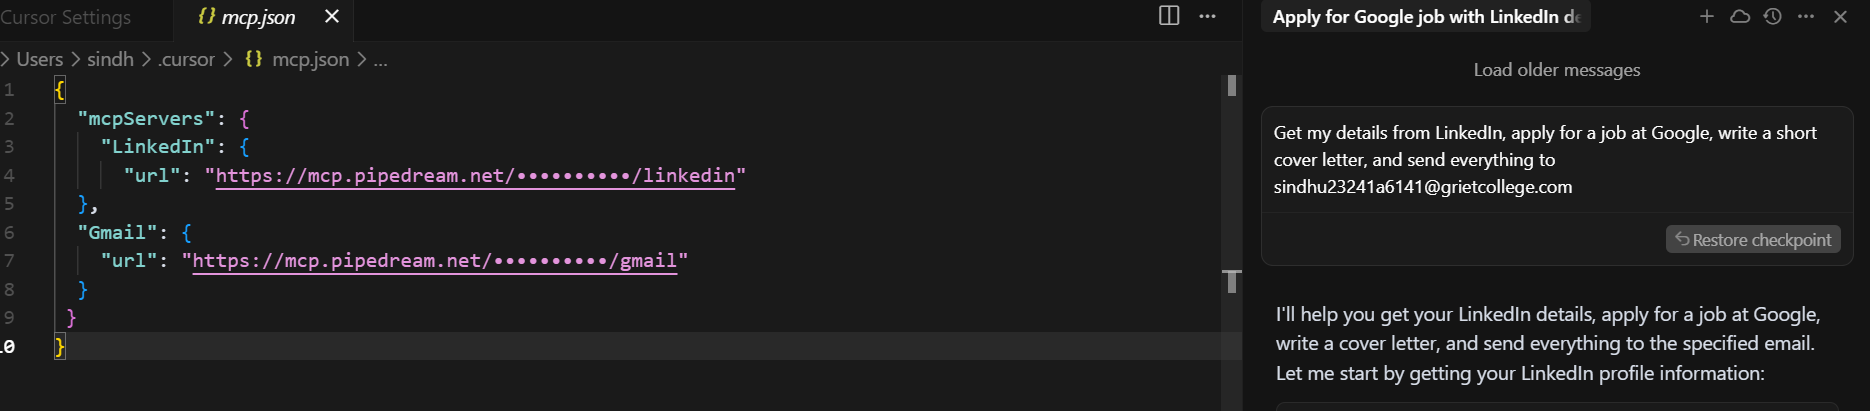 Cursor Settings
{} mcp.json
Users > sindh > .cursor > {} mcp.json > ...
1 {
2 "mcpServers": {
3 "LinkedIn": {
4 "url": "https://mcp.pipedream.net/••••••••••/linkedin"
5 },
6 "Gmail": {
7 "url": "https://mcp.pipedream.net/••••••••••/gmail"
8 }
9 }
10 }
Apply for Google job with LinkedIn de
Load older messages
Get my details from LinkedIn, apply for a job at Google, write a short
cover letter, and send everything to
sindhu23241a6141@grietcollege.com
Restore checkpoint
I'll help you get your LinkedIn details, apply for a job at Google,
write a cover letter, and send everything to the specified email.
Let me start by getting your LinkedIn profile information: